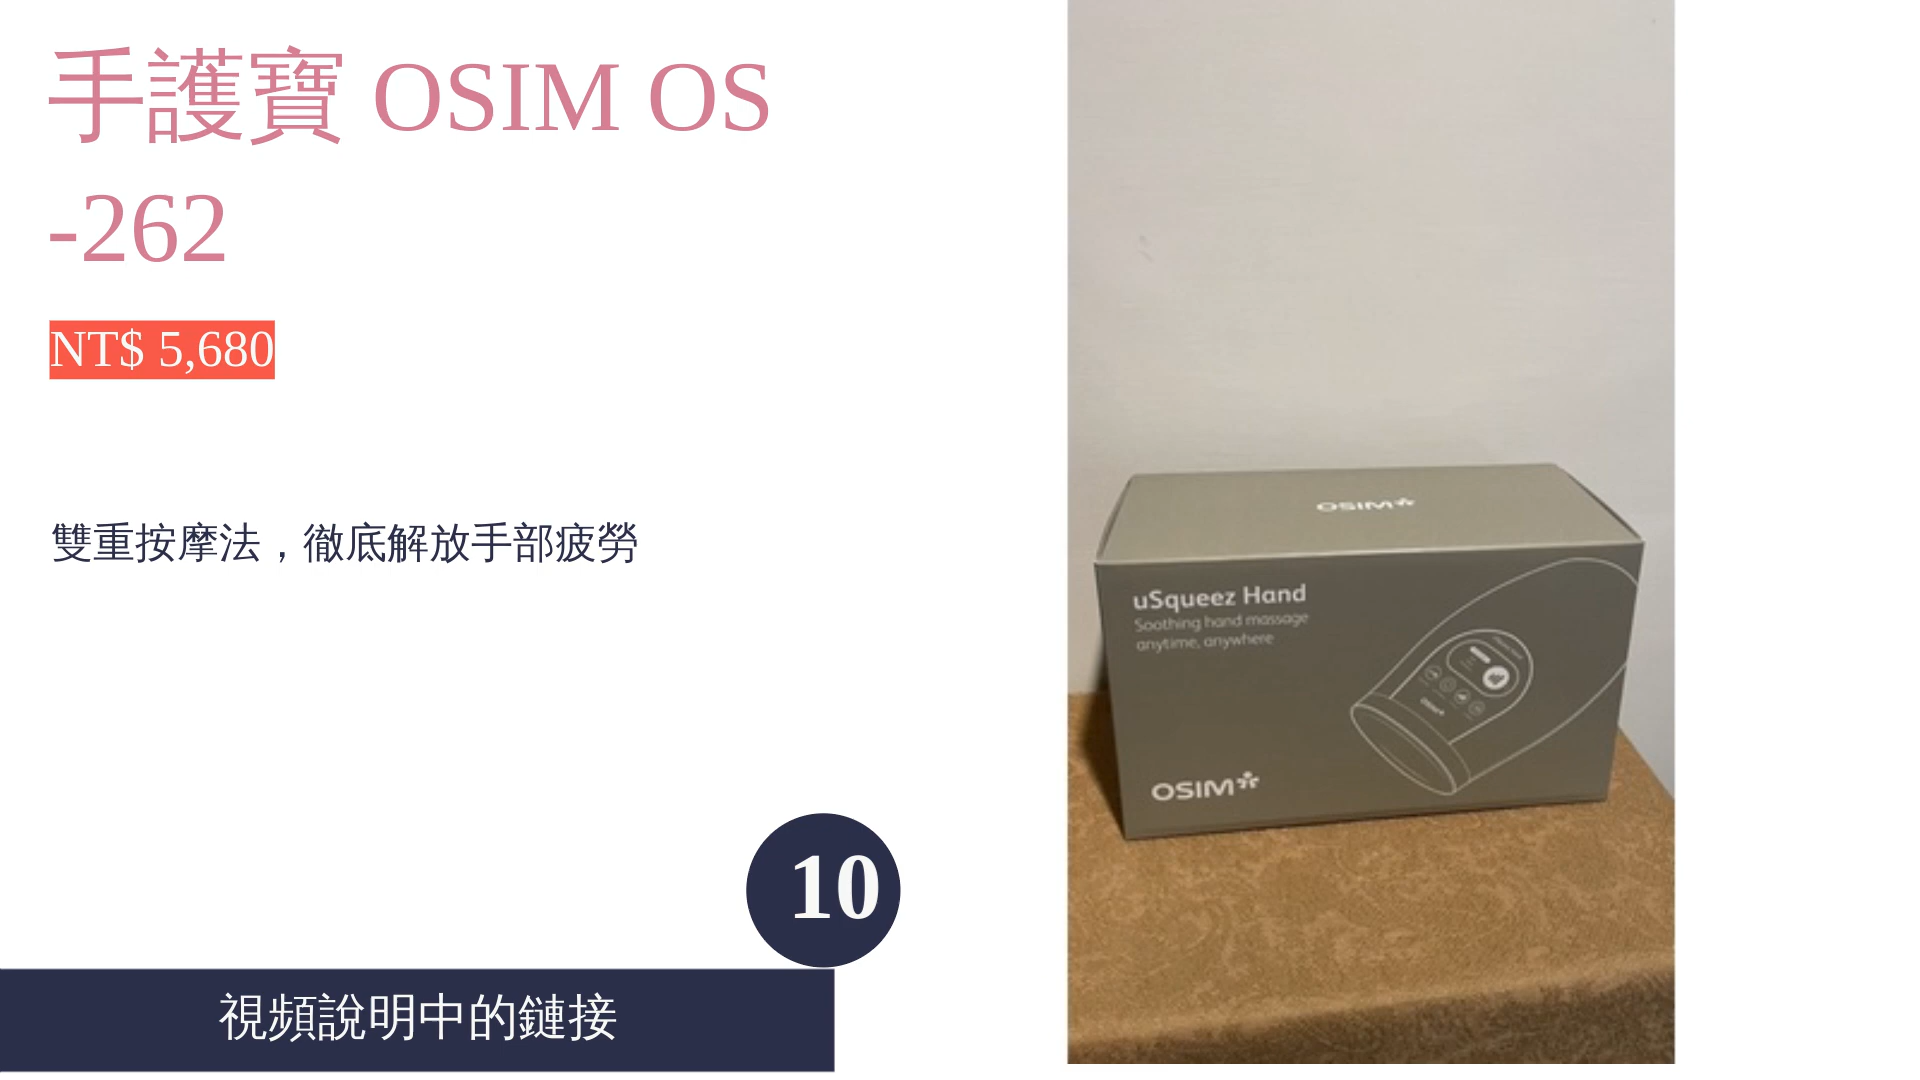 手護寶 OSIM OS
-262
NT$ 5,680
雙重按摩法，徹底解放手部疲勞
10
視頻說明中的鏈接
OSIM
uSqueez Hand
Soothing hand massage
anytime, anywhere
OSIM